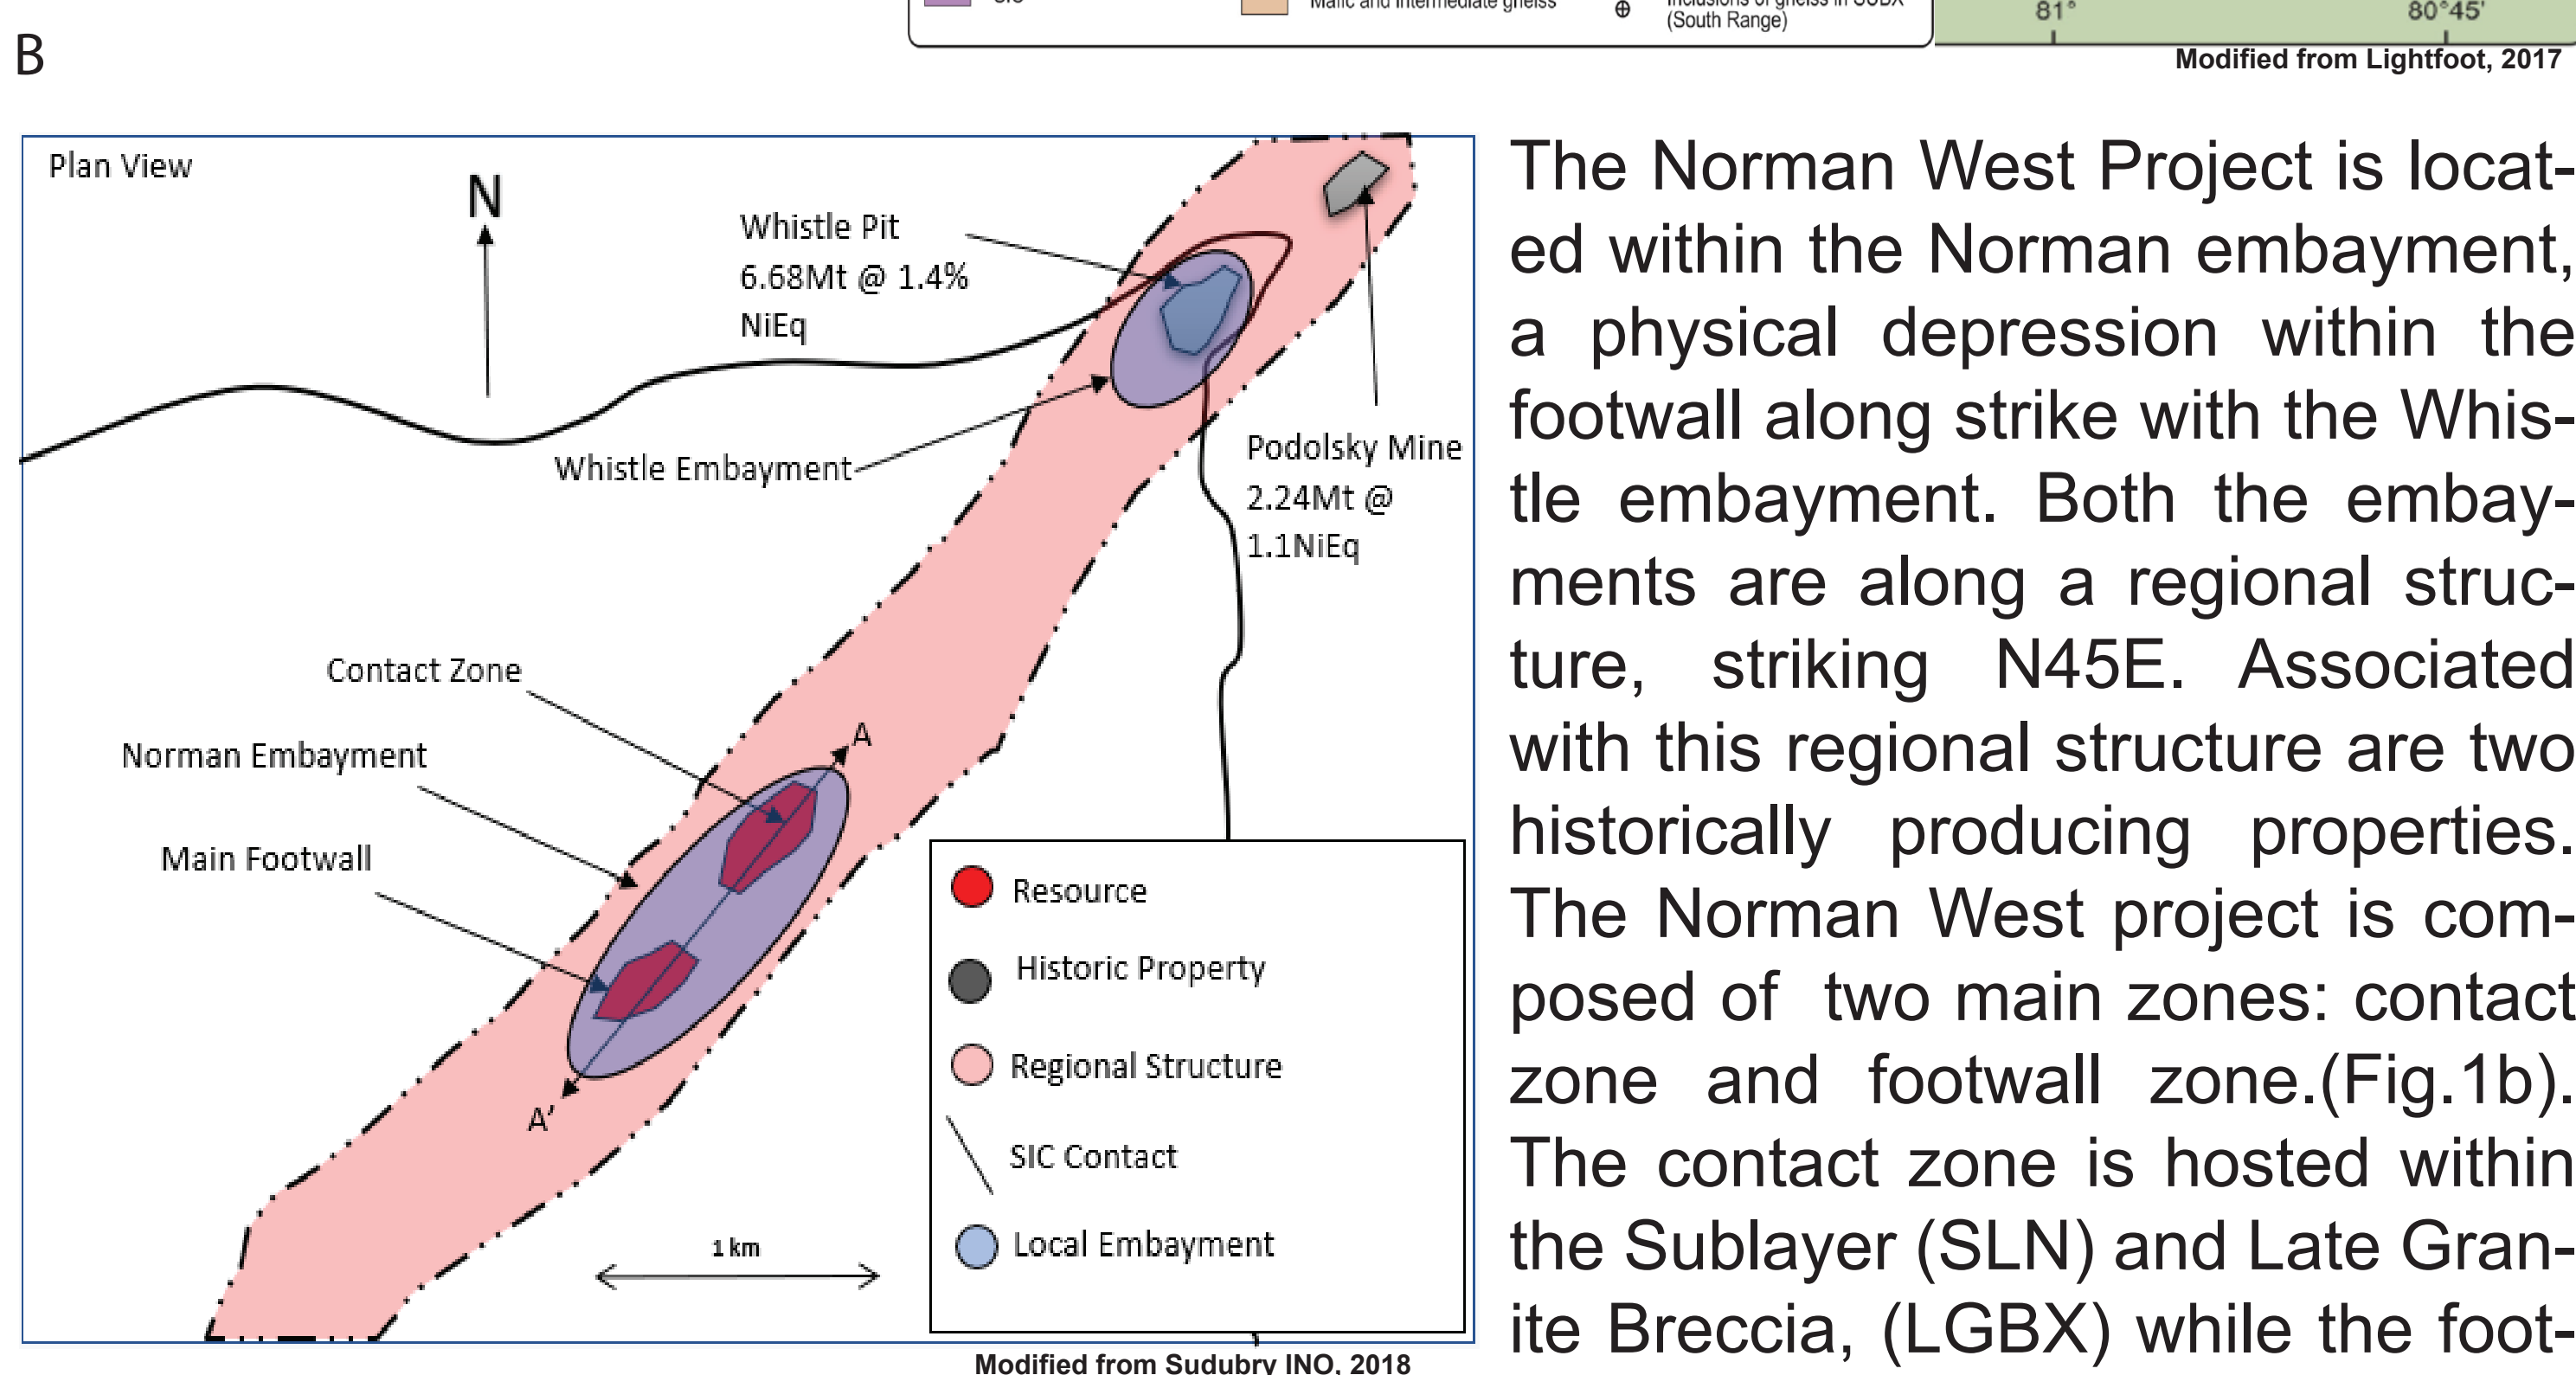 (South Range)
81°
80°45'
B
Modified from Lightfoot, 2017
Plan View
N
Whistle Pit
6.68Mt @ 1.4%
NiEq
Whistle Embayment
Podolsky Mine
2.24Mt @
1.1NiEq
Contact Zone
A
Norman Embayment
Main Footwall
A'
1 km
Resource
Historic Property
Regional Structure
SIC Contact
Local Embayment
Modified from Sudubry INO, 2018
The Norman West Project is locat-
ed within the Norman embayment,
a physical depression within the
footwall along strike with the Whis-
tle embayment. Both the embay-
ments are along a regional struc-
ture, striking N45E. Associated
with this regional structure are two
historically producing properties.
The Norman West project is com-
posed of two main zones: contact
zone and footwall zone.(Fig.1b).
The contact zone is hosted within
the Sublayer (SLN) and Late Gran-
ite Breccia, (LGBX) while the foot-